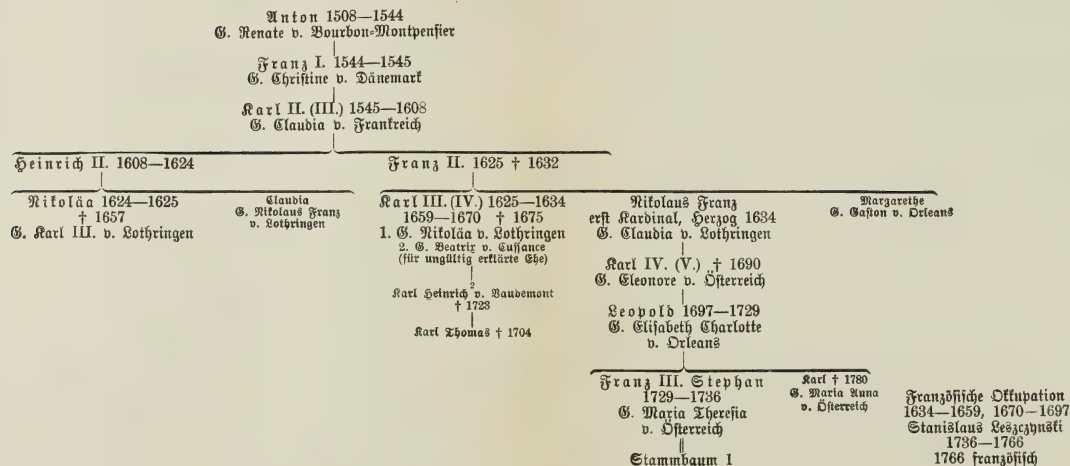 Anton 1508—1544
G. Renate v. Bourbon-Montpensier
Franz I. 1544—1545
G. Christine v. Dänemark
Karl II. (III.) 1545—1608
G. Claudia v. Frankreich
Heinrich II. 1608—1624
Franz II. 1625 † 1632
Nikoläa 1624—1625
† 1657
G. Karl III. v. Lothringen
Claudia
G. Nikolaus Franz
v. Lothringen
Karl III. (IV.) 1625—1634
1659—1670 † 1675
1. G. Nikoläa v. Lothringen
2. G. Beatrix v. Cusance
(für ungültig erklärte Ehe)
2
Karl Heinrich v. Vaudemont
† 1723
Karl Thomas † 1704
Nikolaus Franz
erst Kardinal, Herzog 1634
G. Claudia v. Lothringen
Karl IV. (V.) † 1690
G. Eleonore v. Österreich
Leopold 1697—1729
G. Elisabeth Charlotte
v. Orleans
Margarethe
G. Gaston v. Orleans
Franz III. Stephan
1729—1736
G. Maria Theresia
v. Österreich
Stammbaum 1
Karl † 1780
G. Maria Anna
v. Österreich
Französische Okkupation
1634—1659, 1670—1697
Stanislaus Leszczynski
1736—1766
1766 französisch